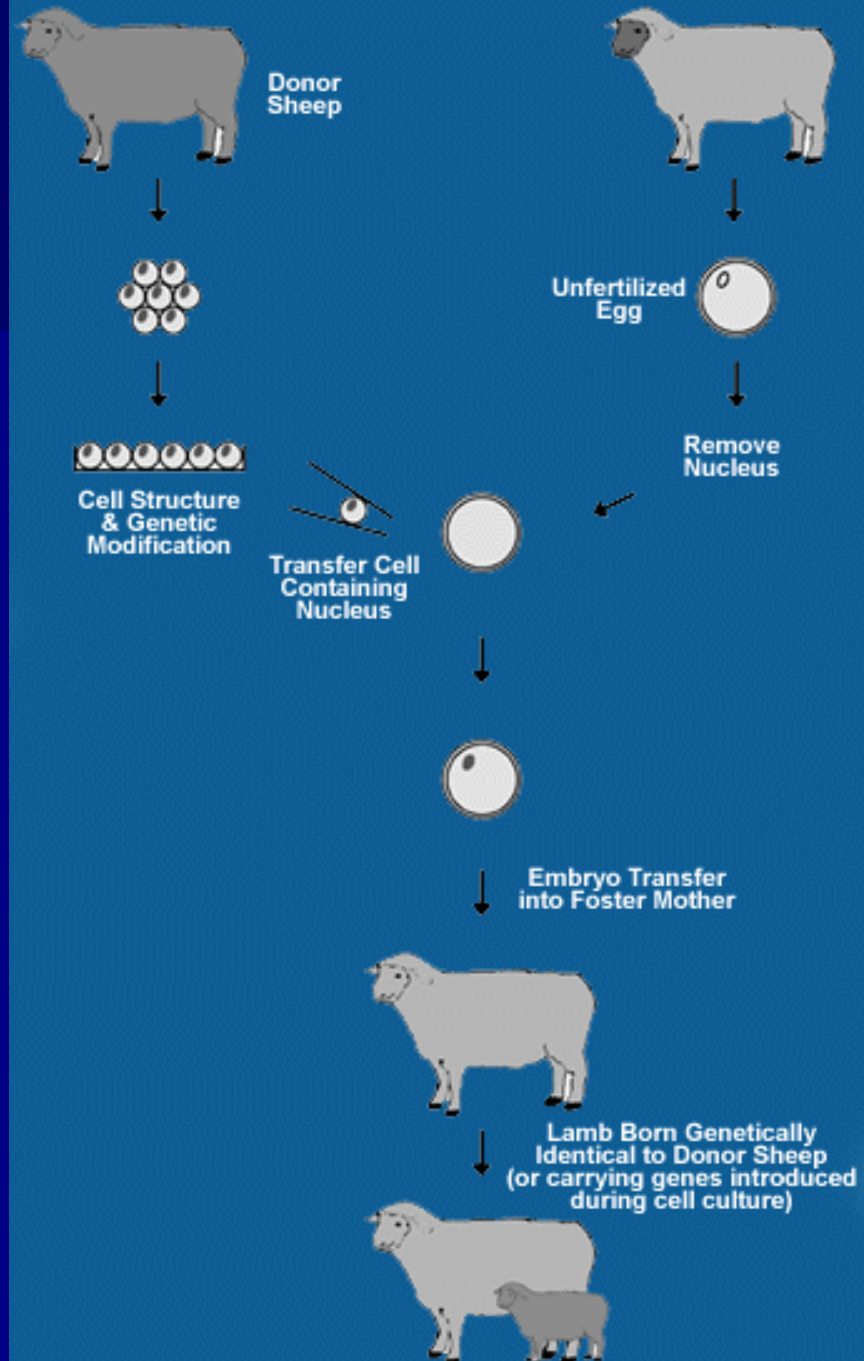 Donor
Sheep
Unfertilized
Egg
Remove
Nucleus
Cell Structure
& Genetic
Modification
Transfer Cell
Containing
Nucleus
Embryo Transfer
into Foster Mother
Lamb Born Genetically
Identical to Donor Sheep
(or carrying genes introduced
during cell culture)